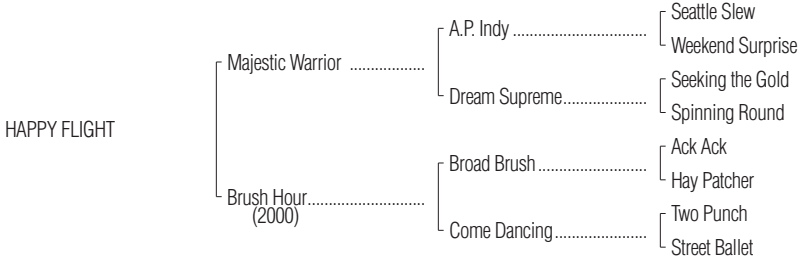 Seattle Slew
A.P. Indy ................................
Weekend Surprise
Majestic Warrior ..................
Seeking the Gold
Dream Supreme....................
Spinning Round
HAPPY FLIGHT
Ack Ack
Broad Brush ..........................
Hay Patcher
Brush Hour............................
(2000)
Two Punch
Come Dancing......................
Street Ballet